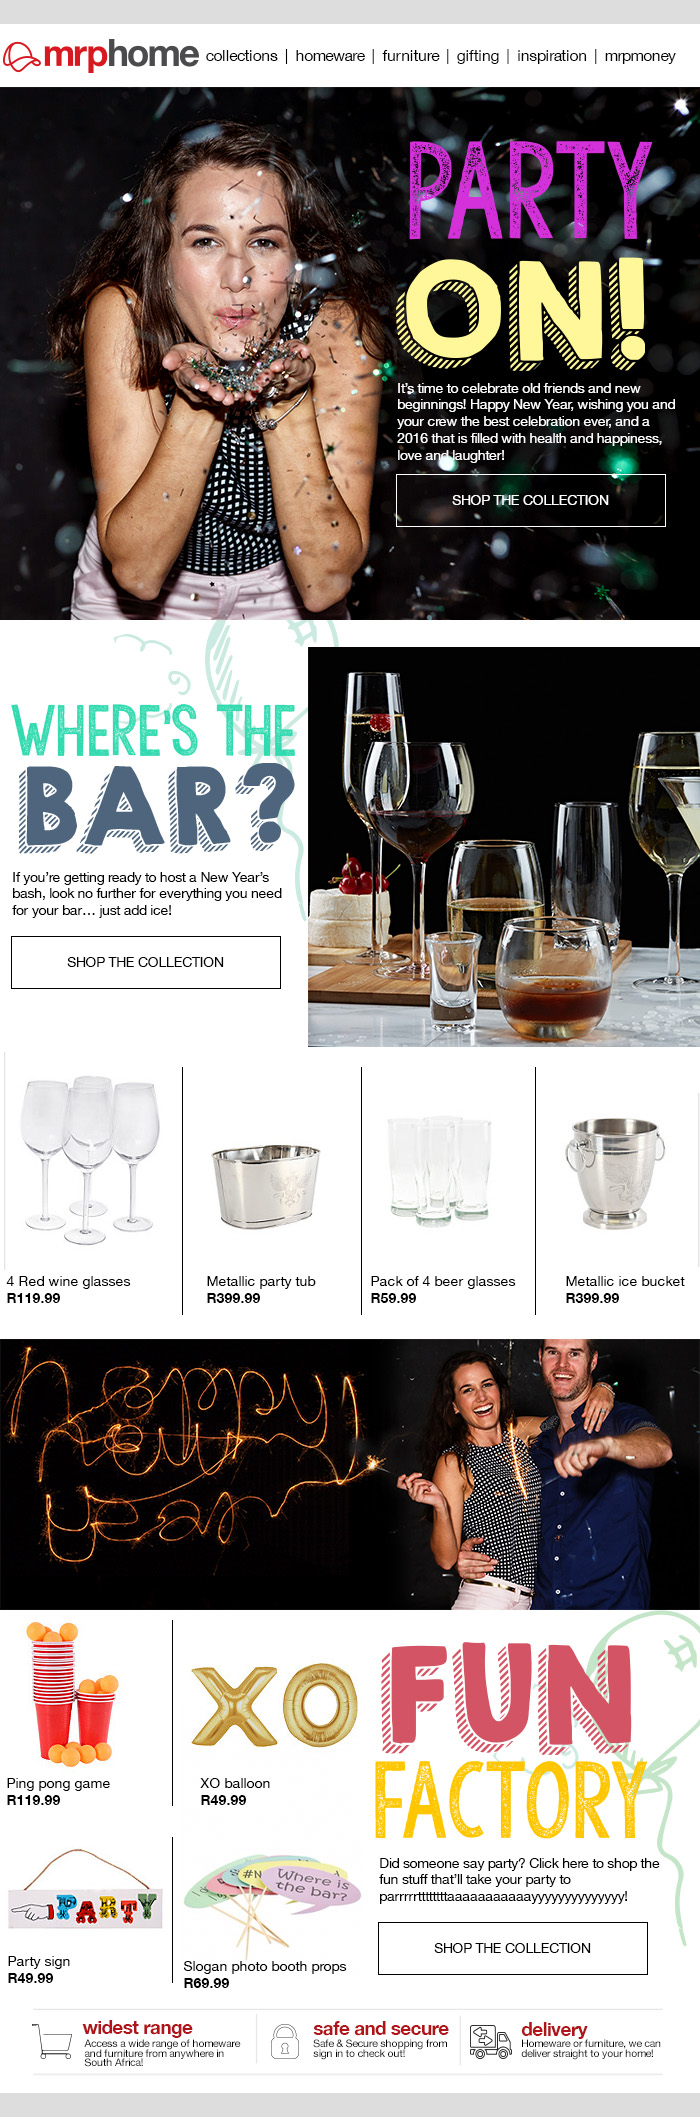 mrphome collections | homeware | furniture | gifting | inspiration | mrpmoney
PARTY
ON!
It's time to celebrate old friends and new
beginnings! Happy New Year, wishing you and
your crew the best celebration ever, and a
2016 that is filled with health and happiness,
love and laughter!
SHOP THE COLLECTION
WHERE'S THE
BAR?
If you're getting ready to host a New Year's
bash, look no further for everything you need
for your bar… just add ice!
SHOP THE COLLECTION
4 Red wine glasses
R119.99
Metallic party tub
R399.99
Pack of 4 beer glasses
R59.99
Metallic ice bucket
R399.99
happy
new
year
Ping pong game
R119.99
XO
XO balloon
R49.99
FUN
FACTORY
Did someone say party? Click here to shop the
fun stuff that'll take your party to
parrrrrtttttttttaaaaaaaaaaaayyyyyyyyyyyyyy!
SHOP THE COLLECTION
PARTY
Party sign
R49.99
#N
Where is
the bar?
Slogan photo booth props
R69.99
widest range
Access a wide range of homeware
and furniture from anywhere in
South Africa!
safe and secure
Safe & Secure shopping from
sign in to check out!
delivery
Homeware or furniture, we can
deliver straight to your home!